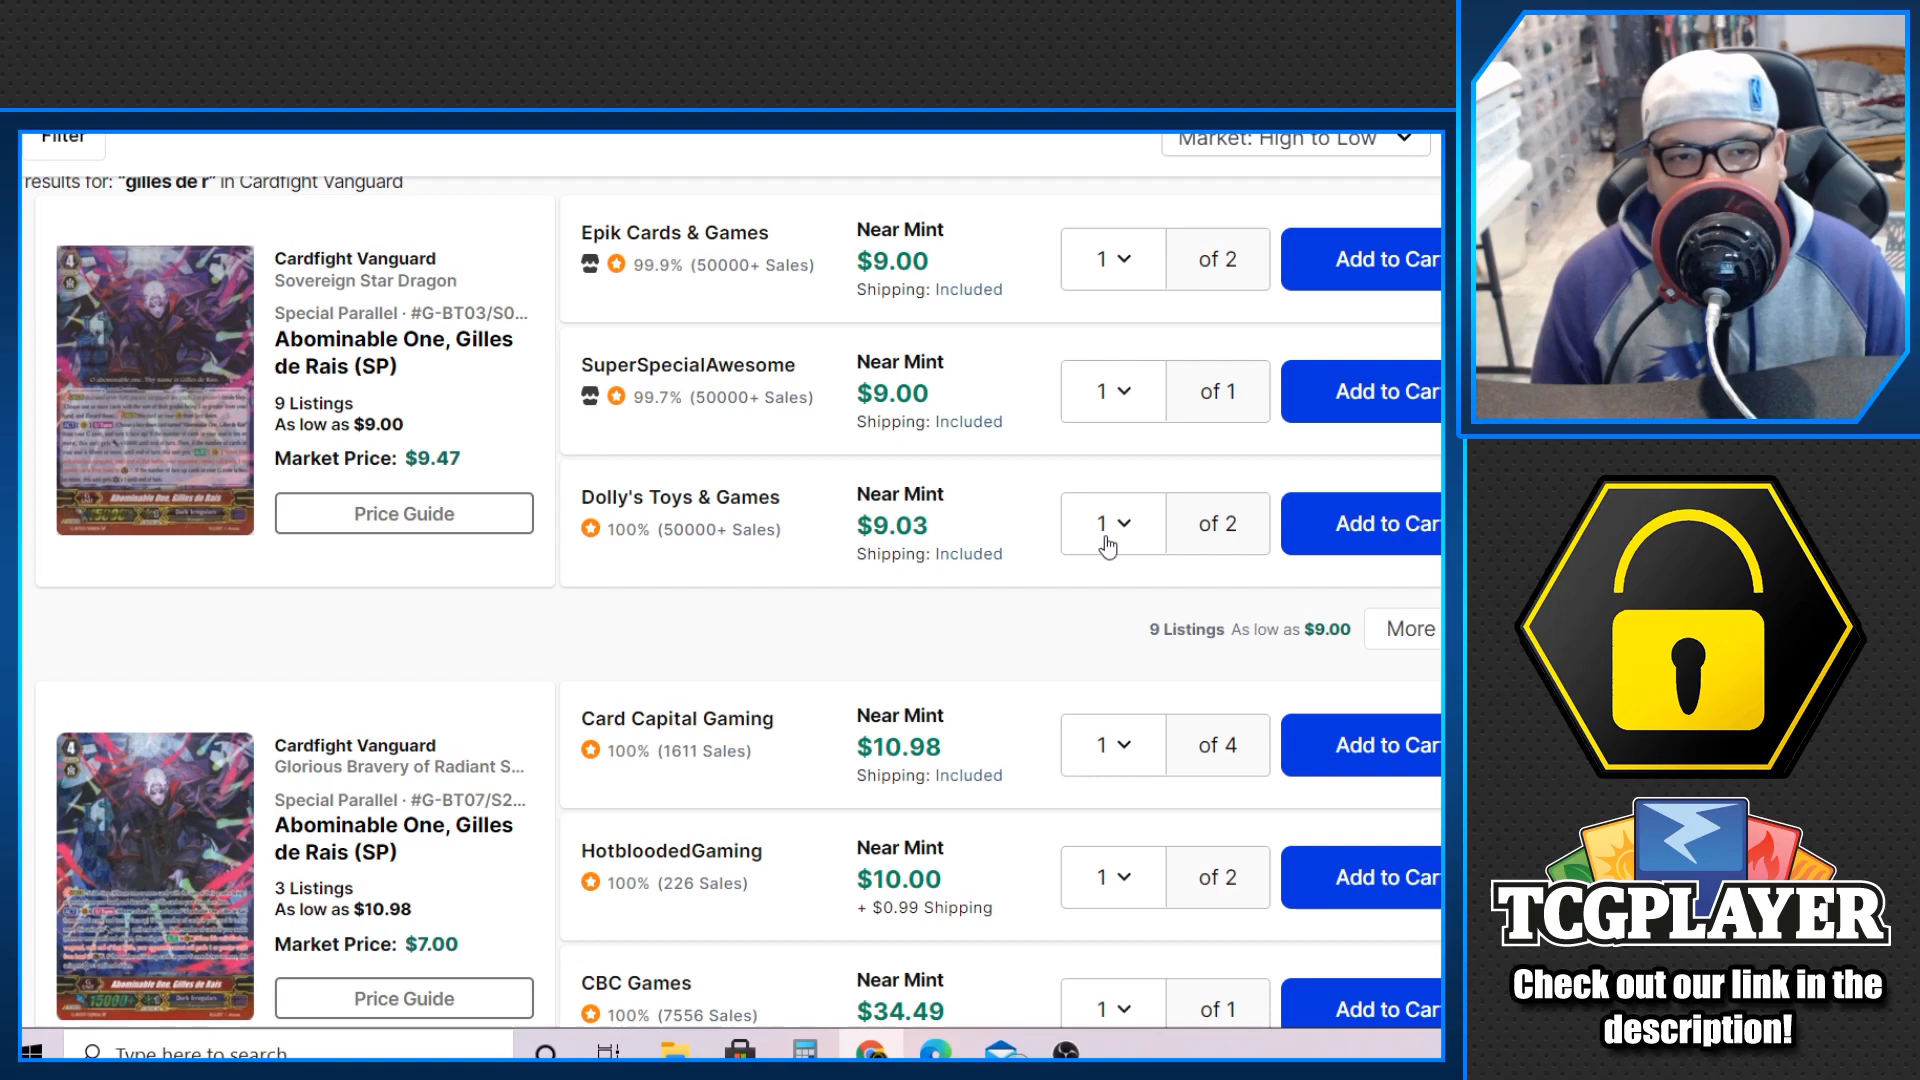 Filter
Market: High to Low
results for: "gilles de r" in Cardfight Vanguard
Cardfight Vanguard
Sovereign Star Dragon
Special Parallel · #G-BT03/S0...
Abominable One, Gilles
de Rais (SP)
9 Listings
As low as $9.00
Market Price: $9.47
Price Guide
Epik Cards & Games
99.9% (50000+ Sales)
Near Mint
$9.00
Shipping: Included
1
of 2
Add to Car
SuperSpecialAwesome
99.7% (50000+ Sales)
Near Mint
$9.00
Shipping: Included
1
of 1
Add to Car
Dolly's Toys & Games
100% (50000+ Sales)
Near Mint
$9.03
Shipping: Included
1
of 2
Add to Car
9 Listings As low as $9.00
More
Cardfight Vanguard
Glorious Bravery of Radiant S...
Special Parallel · #G-BT07/S2...
Abominable One, Gilles
de Rais (SP)
3 Listings
As low as $10.98
Market Price: $7.00
Price Guide
Card Capital Gaming
100% (1611 Sales)
Near Mint
$10.98
Shipping: Included
1
of 4
Add to Car
HotbloodedGaming
100% (226 Sales)
Near Mint
$10.00
+ $0.99 Shipping
1
of 2
Add to Car
CBC Games
100% (7556 Sales)
Near Mint
$34.49
1
of 1
Add to Car
Type here to search
Abominable One, Gilles de Rais
15000+
Dark Irregulars
TCGPLAYER
Check out our link in the
description!